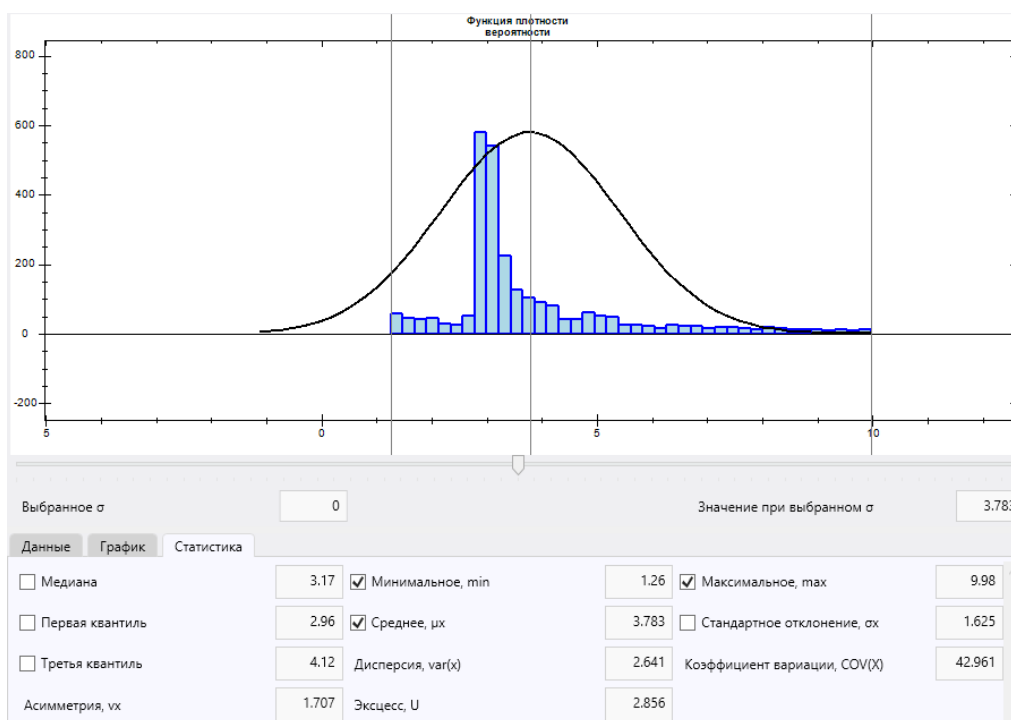 Функция плотности
вероятности
800
600
400
200
0
-200
5
0
5
10
Выбранное σ 0 Значение при выбранном σ 3.783
Данные График Статистика
Медиана 3.17 Минимальное, min 1.26 Максимальное, max 9.98
Первая квантиль 2.96 Среднее, μx 3.783 Стандартное отклонение, σx 1.625
Третья квантиль 4.12 Дисперсия, var(x) 2.641 Коэффициент вариации, COV(X) 42.961
Асимметрия, νx 1.707 Эксцесс, U 2.856